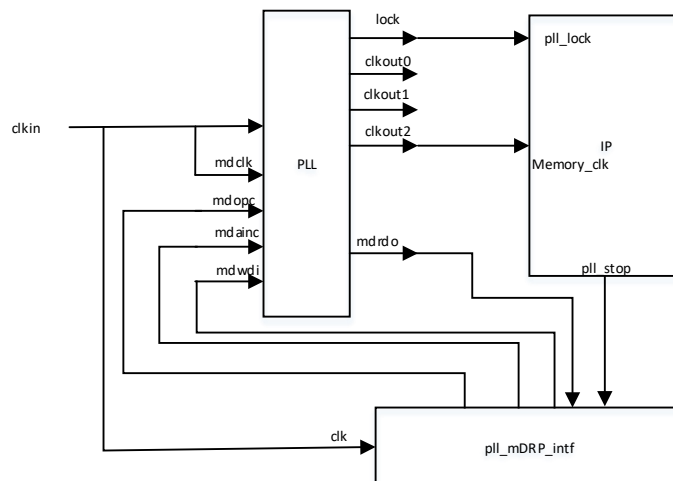 lock
pll_lock
clkout0
clkout1
clkin
clkout2
IP
mdclk
PLL
Memory_clk
mdopc
mdainc
mdrdo
mdwdi
pll_stop
clk
pll_mDRP_intf